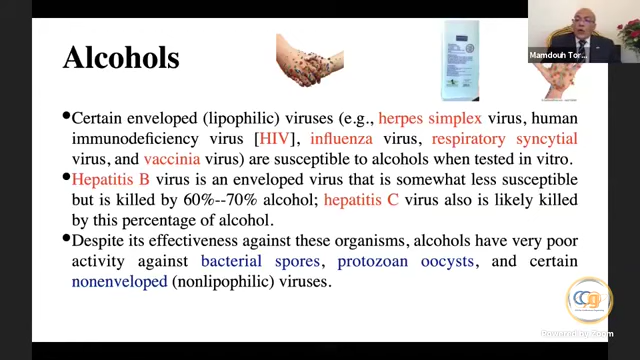 Alcohols
Mamdouh Tor...
•Certain enveloped (lipophilic) viruses (e.g., herpes simplex virus, human
immunodeficiency virus [HIV], influenza virus, respiratory syncytial
virus, and vaccinia virus) are susceptible to alcohols when tested in vitro.
•Hepatitis B virus is an enveloped virus that is somewhat less susceptible
but is killed by 60%--70% alcohol; hepatitis C virus also is likely killed
by this percentage of alcohol.
•Despite its effectiveness against these organisms, alcohols have very poor
activity against bacterial spores, protozoan oocysts, and certain
nonenveloped (nonlipophilic) viruses.
Powered by Zoom